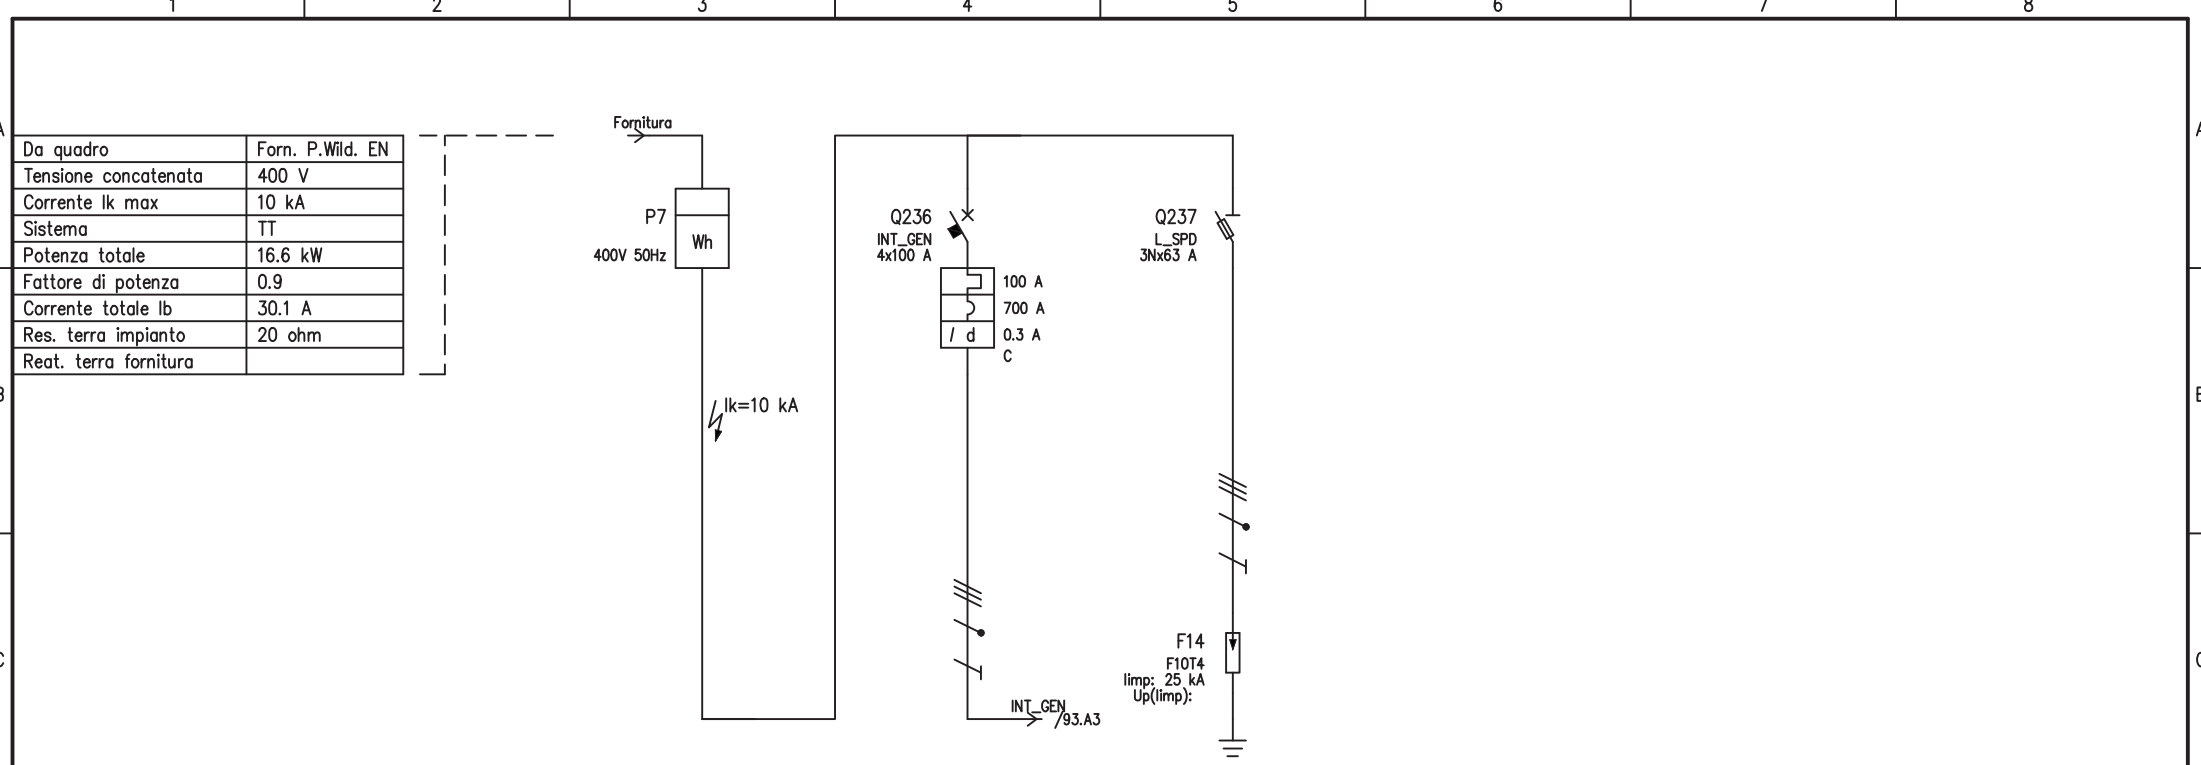 1 2 3 4 5 6 7 8
A A
Fornitura
Da quadro Forn. P.Wild. EN
Tensione concatenata 400 V
Corrente Ik max 10 kA
Sistema TT
Potenza totale 16.6 kW
Fattore di potenza 0.9
Corrente totale Ib 30.1 A
Res. terra impianto 20 ohm
Reat. terra fornitura
P7
Wh
400V 50Hz
Ik=10 kA
Q236
INT_GEN
4x100 A
100 A
700 A
I d 0.3 A
C
Q237
L_SPD
3Nx63 A
B B
C C
F14
F10T4
Iimp: 25 kA
Up(Iimp):
INT_GEN
/93.A3